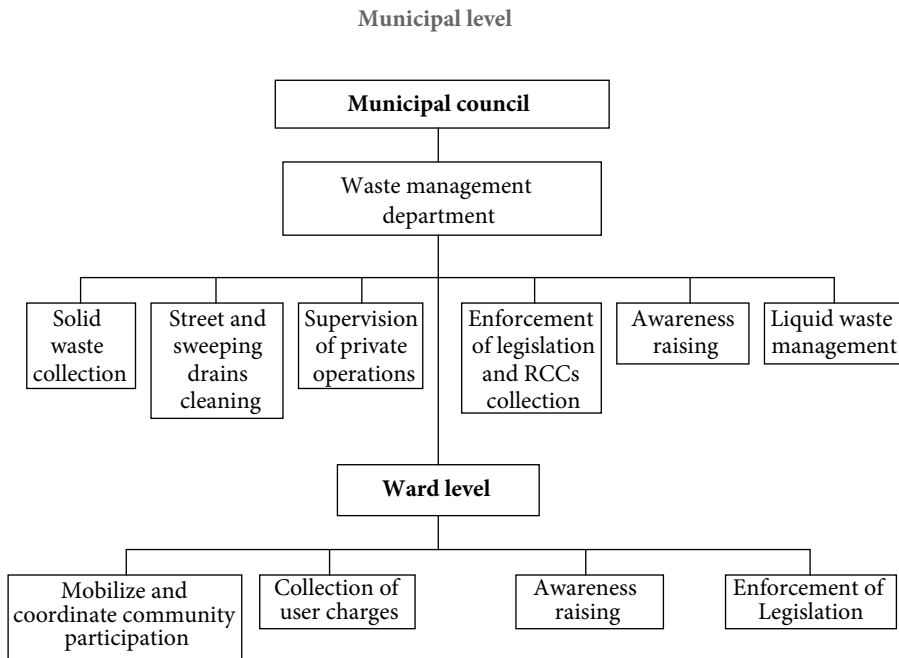 Municipal level
Municipal council
Waste management
department
Solid
waste
collection
Street and
sweeping
drains
cleaning
Supervision
of private
operations
Enforcement
of legislation
and RCCs
collection
Awareness
raising
Liquid waste
management
Ward level
Mobilize and
coordinate community
participation
Collection of
user charges
Awareness
raising
Enforcement of
Legislation